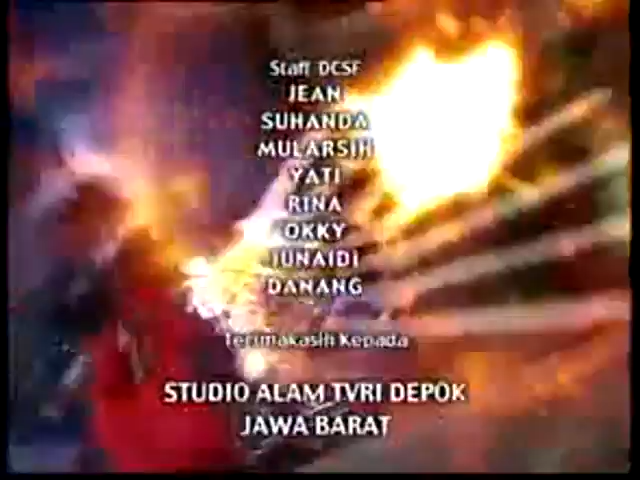 Staff DCSF
JEAN
SUHANDA
MULARSIH
YATI
RINA
OKKY
JUNAIDI
DANANG
Terimakasih Kepada
STUDIO ALAM TVRI DEPOK
JAWA BARAT